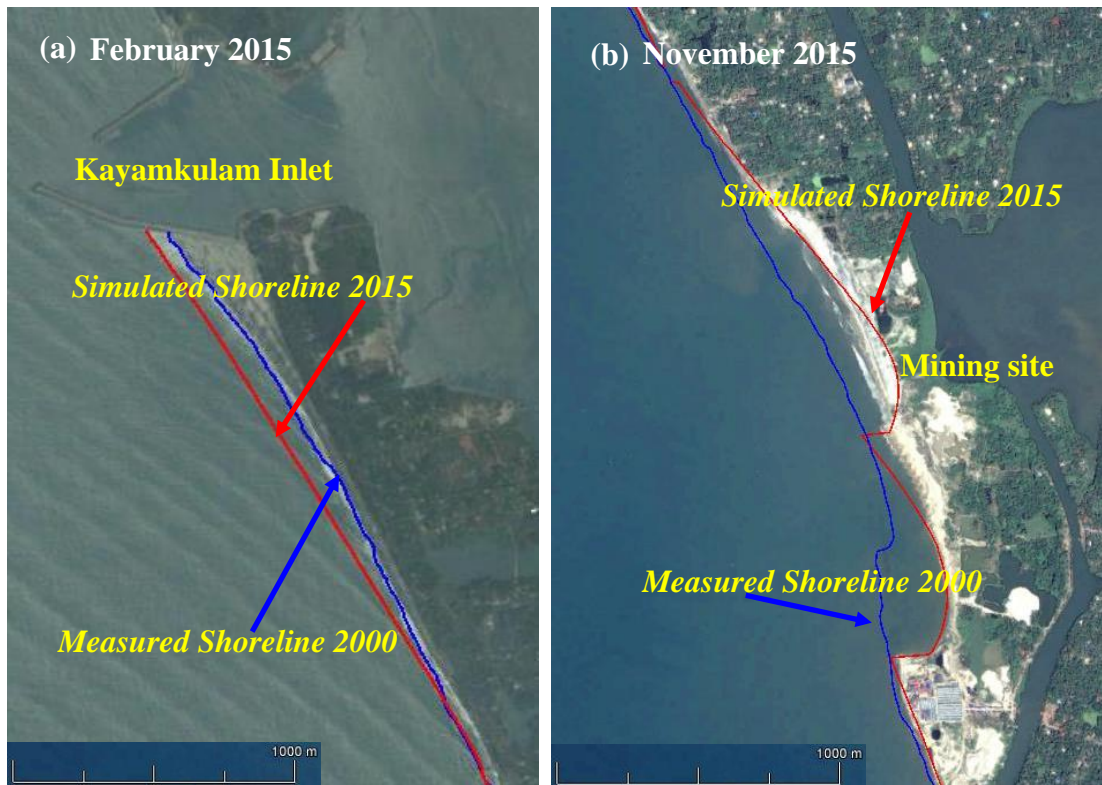 (a) February 2015
Kayamkulam Inlet
Simulated Shoreline 2015
Measured Shoreline 2000
1000 m
(b) November 2015
Simulated Shoreline 2015
Mining site
Measured Shoreline 2000
1000 m